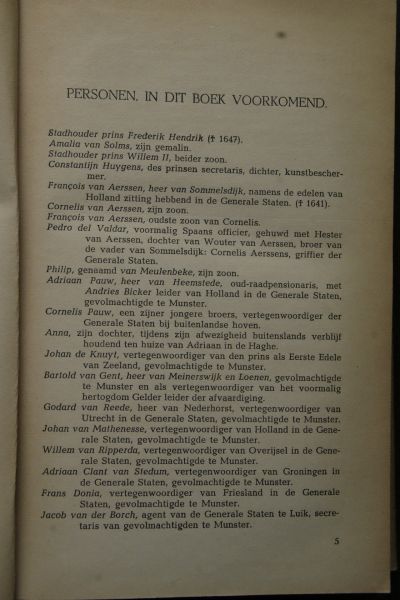 PERSONEN, IN DIT BOEK VOORKOMEND.
Stadhouder prins Frederik Hendrik († 1647).
Amalia van Solms, zijn gemalin.
Stadhouder prins Willem II, beider zoon.
Constantijn Huygens, des prinsen secretaris, dichter, kunstbescher-
mer.
François van Aerssen, heer van Sommelsdijk, namens de edelen van
Holland zitting hebbend in de Generale Staten. († 1641).
Cornelis van Aerssen, zijn zoon.
François van Aerssen, oudste zoon van Cornelis.
Pedro del Valdar, voormalig Spaans officier, gehuwd met Hester
van Aerssen, dochter van Wouter van Aerssen, broer van
de vader van Sommelsdijk: Cornelis Aerssens, griffier der
Generale Staten.
Philip, genaamd van Meulenbeke, zijn zoon.
Adriaan Pauw, heer van Heemstede, oud-raadpensionaris, met
Andries Bicker leider van Holland in de Generale Staten,
gevolmachtigde te Munster.
Cornelis Pauw, een zijner jongere broers, vertegenwoordiger der
Generale Staten bij buitenlandse hoven.
Anna, zijn dochter, tijdens zijn afwezigheid buitenslands verblijf
houdend ten huize van Adriaan in de Haghe.
Johan de Knuyt, vertegenwoordiger van den prins als Eerste Edele
van Zeeland, gevolmachtigde te Munster.
Bartold van Gent, heer van Meinerswijk en Loenen, gevolmachtigde
te Munster en als vertegenwoordiger van het voormalig
hertogdom Gelder leider der afvaardiging.
Godard van Reede, heer van Nederhorst, vertegenwoordiger van
Utrecht in de Generale Staten, gevolmachtigde te Munster.
Johan van Mathenesse, vertegenwoordiger van Holland in de Gene-
rale Staten, gevolmachtigde te Munster.
Willem van Ripperda, vertegenwoordiger van Overijsel in de Gene-
rale Staten, gevolmachtigde te Munster.
Adriaan Clant van Stedum, vertegenwoordiger van Groningen in
de Generale Staten, gevolmachtigde te Munster.
Frans Donia, vertegenwoordiger van Friesland in de Generale
Staten, gevolmachtigde te Munster.
Jacob van der Borch, agent van de Generale Staten te Luik, secre-
taris van gevolmachtigden te Munster.
5